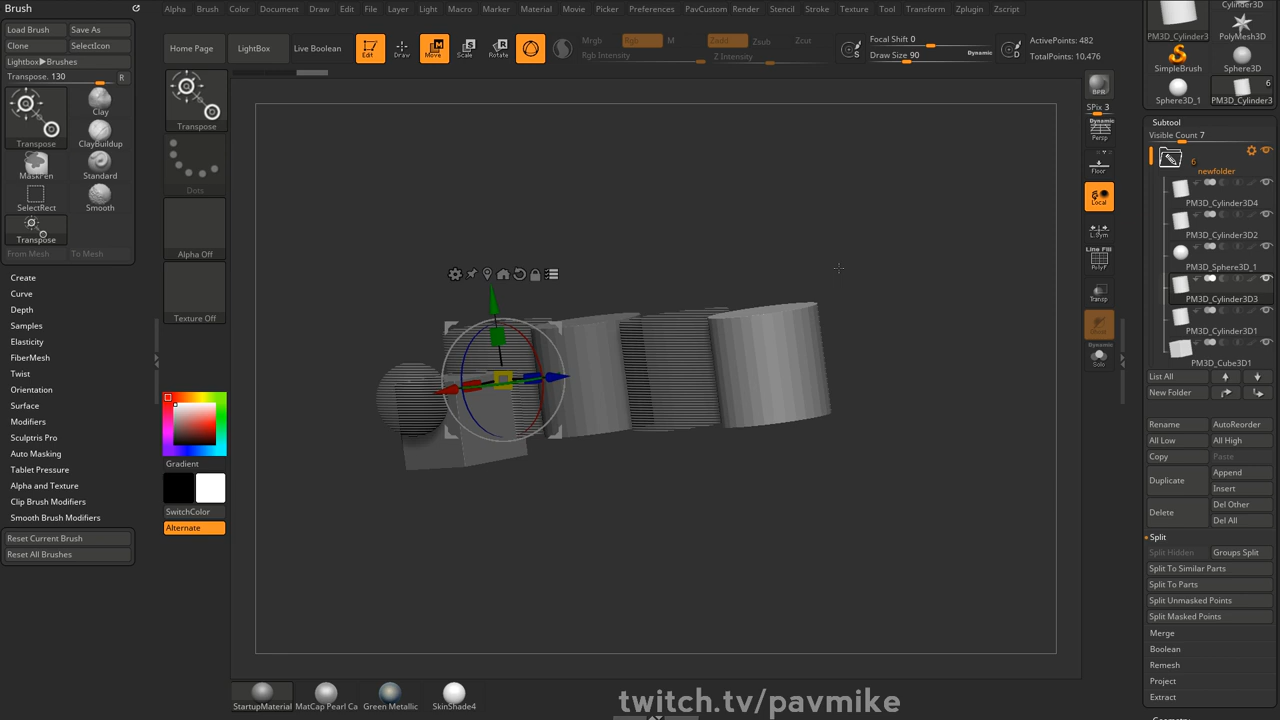 Brush
Alpha Brush Color Document Draw Edit File Layer Light Macro Marker Material Movie Picker Preferences PavCustom Render Stencil Stroke Texture Tool Transform Zplugin Zscript
Load Brush Save As
Clone SelectIcon
Lightbox▶Brushes
Transpose. 130 R
Transpose
Clay
ClayBuildup
MaskPen
Standard
SelectRect
Smooth
Transpose
From Mesh To Mesh
Create
Curve
Depth
Samples
Elasticity
FiberMesh
Twist
Orientation
Surface
Modifiers
Sculptris Pro
Auto Masking
Tablet Pressure
Alpha and Texture
Clip Brush Modifiers
Smooth Brush Modifiers
Reset Current Brush
Reset All Brushes
Home Page LightBox Live Boolean
Edit Draw Move Scale Rotate
Mrgb Rgb M
Rgb Intensity
Zadd Zsub Zcut
Z Intensity
S
Focal Shift 0
Draw Size 90 Dynamic
D
ActivePoints: 482
TotalPoints: 10,476
Transpose
Dots
Alpha Off
Texture Off
Gradient
SwitchColor
Alternate
BPR
SPix 3
Dynamic
Persp
Floor
Local
L.Sym
Line Fill
PolyF
Transp
Dynamic
Solo
Cylinder3D
PM3D_Cylinder3
PolyMesh3D
SimpleBrush
Sphere3D
Sphere3D_1
6
PM3D_Cylinder3
Subtool
Visible Count 7
6
newfolder
PM3D_Cylinder3D4
PM3D_Cylinder3D2
PM3D_Sphere3D_1
PM3D_Cylinder3D3
PM3D_Cylinder3D1
PM3D_Cube3D1
List All
New Folder
Rename AutoReorder
All Low All High
Copy Paste
Duplicate Append
Insert
Delete Del Other
Del All
Split
Split Hidden Groups Split
Split To Similar Parts
Split To Parts
Split Unmasked Points
Split Masked Points
Merge
Boolean
Remesh
Project
Extract
StartupMaterial MatCap Pearl Ca Green Metallic SkinShade4
twitch.tv/pavmike